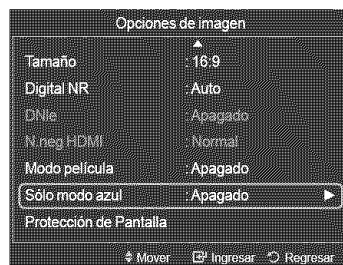 Opciones de imagen
Tamaño : 16:9
Digital NR : Auto
DNIe : Apagado
N.neg HDMI : Normal
Modo película : Apagado
Sólo modo azul : Apagado
Protección de Pantalla
Mover Ingresar Regresar